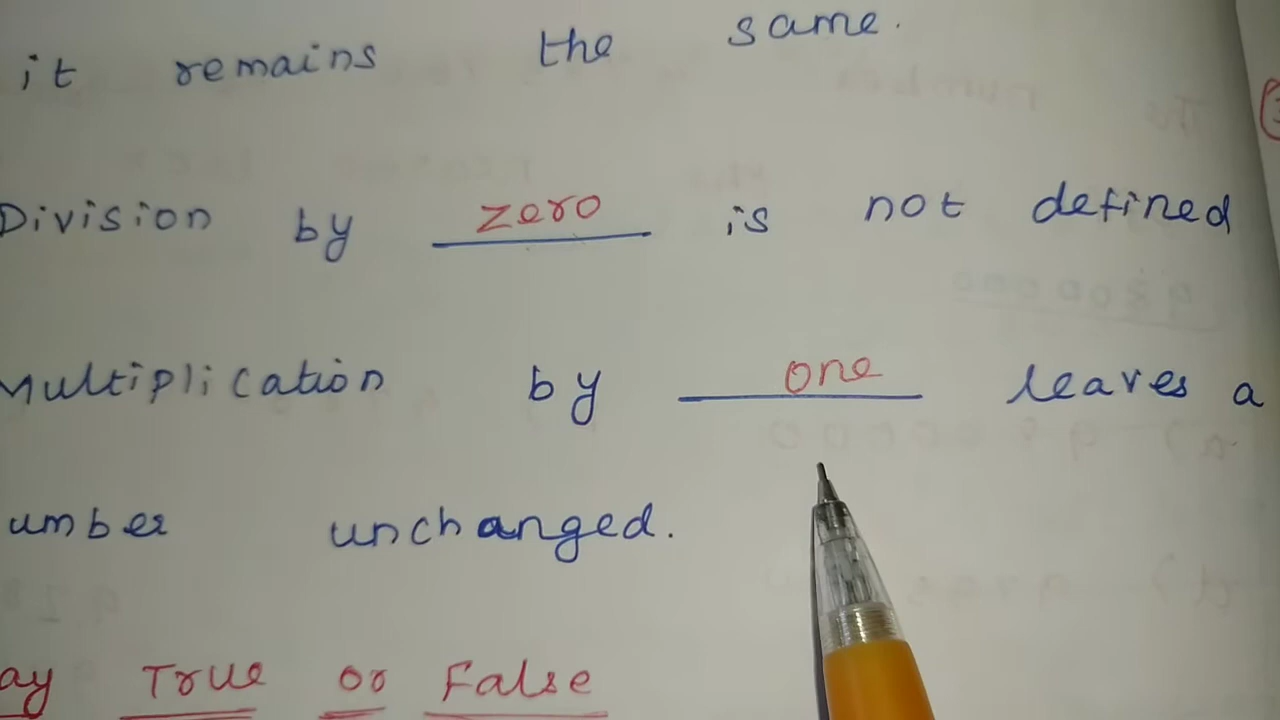 it remains the same.
Division by zero is not defined
Multiplication by one leaves a
umber unchanged.
ay True or False